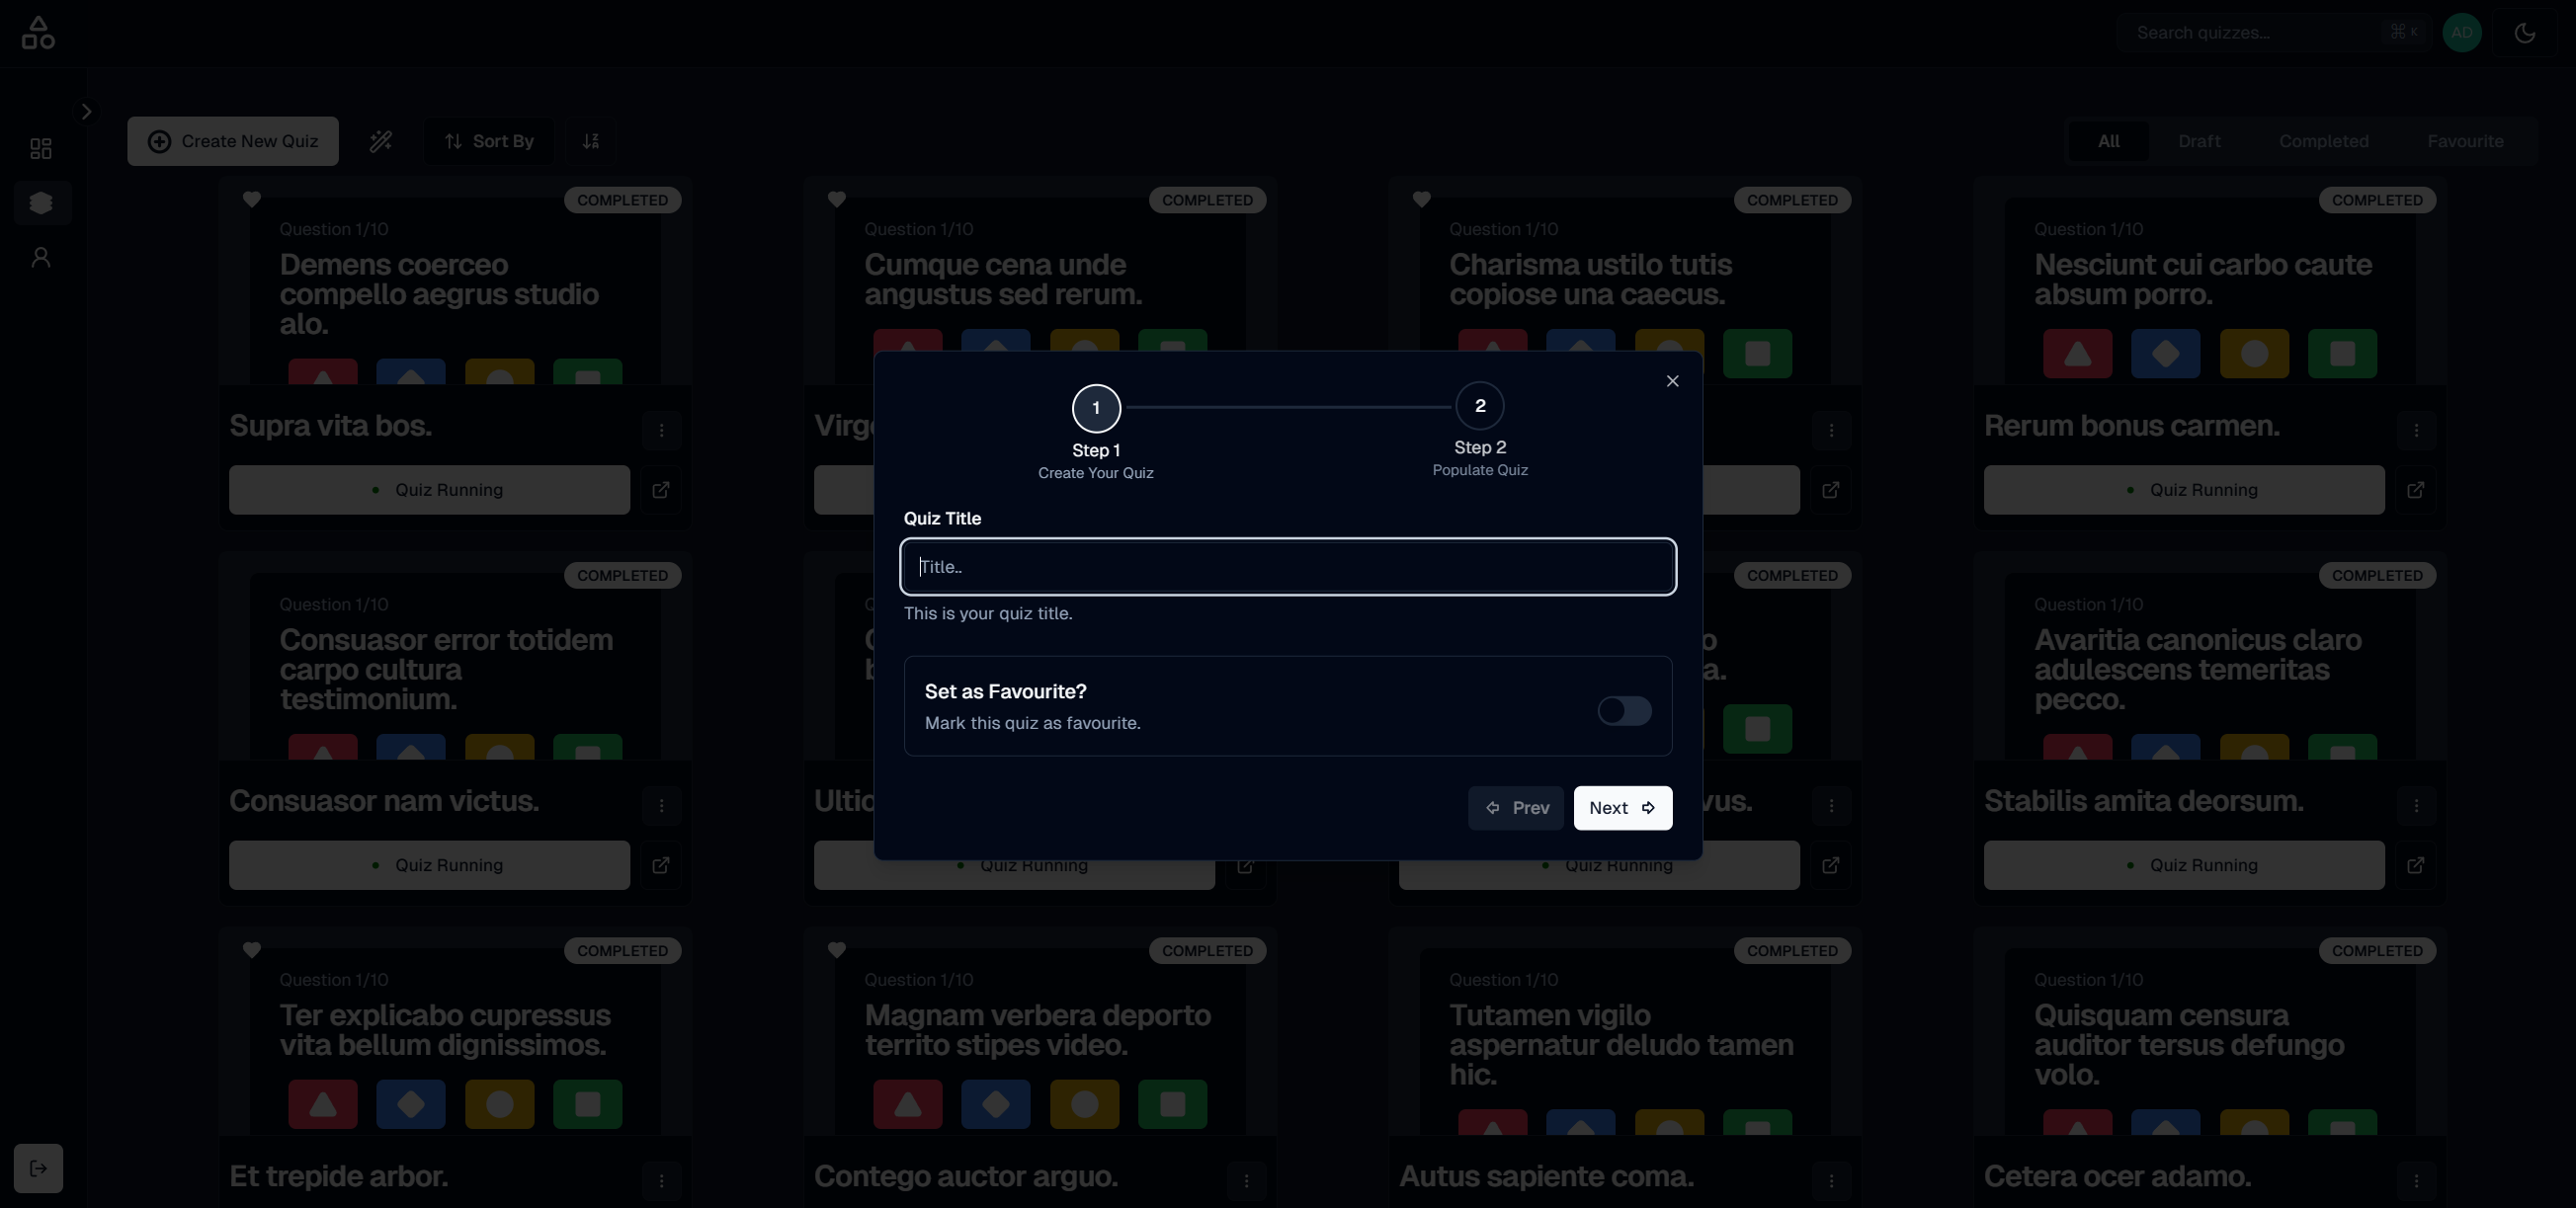 Search quizzes...
⌘ K
AD
Create New Quiz
Sort By
All
Draft
Completed
Favourite
COMPLETED
Question 1/10
Demens coerceo
compello aegrus studio
alo.
Supra vita bos.
Quiz Running
COMPLETED
Question 1/10
Cumque cena unde
angustus sed rerum.
COMPLETED
Question 1/10
Charisma ustilo tutis
copiose una caecus.
COMPLETED
Question 1/10
Nesciunt cui carbo caute
absum porro.
Rerum bonus carmen.
Quiz Running
1
Step 1
Create Your Quiz
2
Step 2
Populate Quiz
Quiz Title
Title..
This is your quiz title.
Set as Favourite?
Mark this quiz as favourite.
Prev
Next
COMPLETED
Question 1/10
Consuasor error totidem
carpo cultura
testimonium.
Consuasor nam victus.
Quiz Running
Quiz Running
COMPLETED
Quiz Running
COMPLETED
Question 1/10
Avaritia canonicus claro
adulescens temeritas
pecco.
Stabilis amita deorsum.
Quiz Running
COMPLETED
Question 1/10
Ter explicabo cupressus
vita bellum dignissimos.
Et trepide arbor.
COMPLETED
Question 1/10
Magnam verbera deporto
territo stipes video.
Contego auctor arguo.
COMPLETED
Question 1/10
Tutamen vigilo
aspernatur deludo tamen
hic.
Autus sapiente coma.
COMPLETED
Question 1/10
Quisquam censura
auditor tersus defungo
volo.
Cetera ocer adamo.